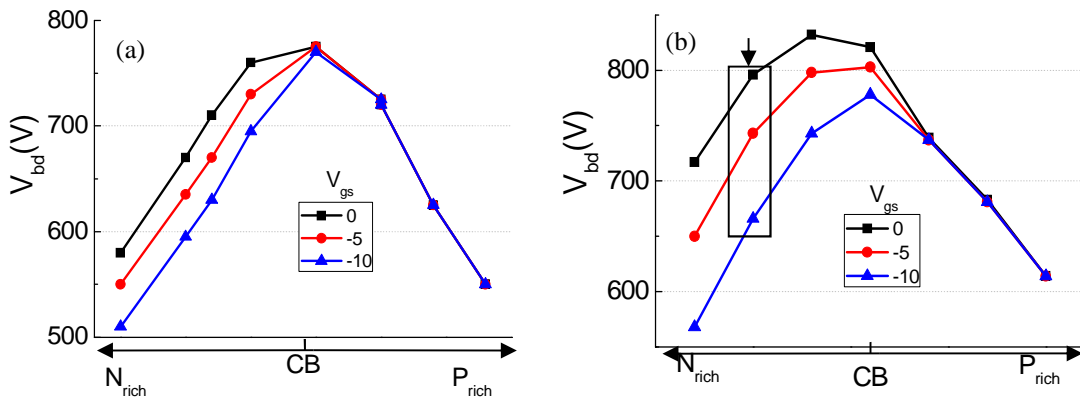 (a)
800
700
600
500
V_bd(V)
V_gs
0
-5
-10
N_rich
CB
P_rich
(b)
800
700
600
V_bd(V)
V_gs
0
-5
-10
N_rich
CB
P_rich